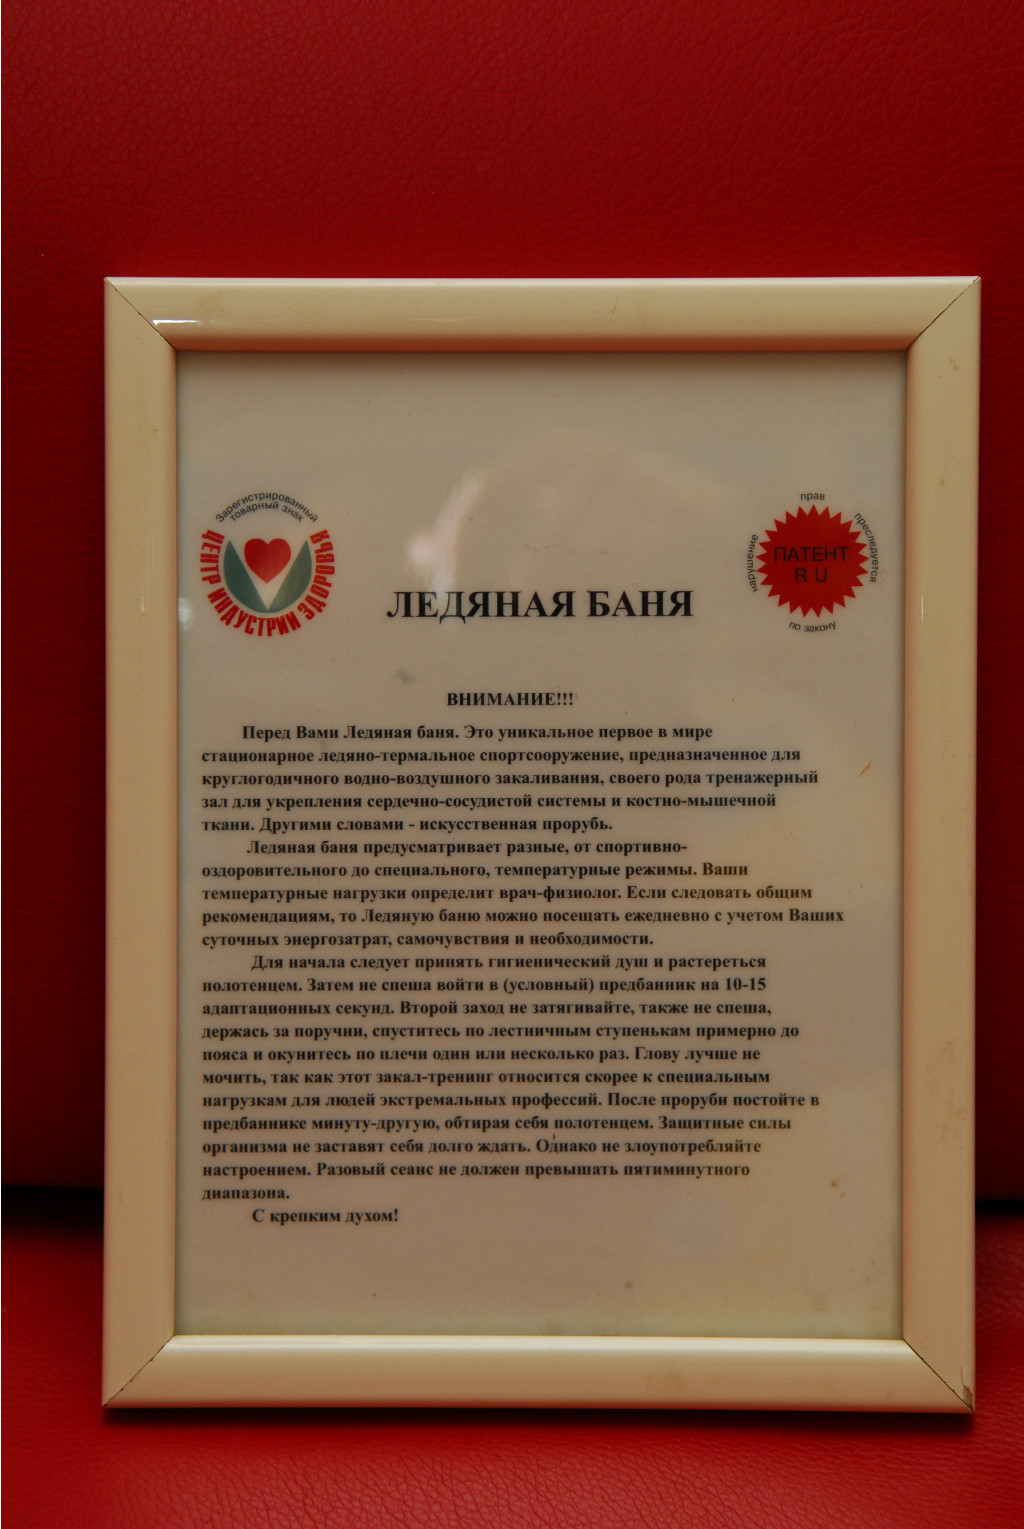 Зарегистрированный
товарный знак
ЦЕНТР ИНДУСТРИИ ЗДОРОВЬЯ
нарушение
прав
преследуется
по закону
ПАТЕНТ
RU
ЛЕДЯНАЯ БАНЯ
ВНИМАНИЕ!!!
Перед Вами Ледяная баня. Это уникальное первое в мире
стационарное ледяно-термальное спортсооружение, предназначенное для
круглогодичного водно-воздушного закаливания, своего рода тренажерный
зал для укрепления сердечно-сосудистой системы и костно-мышечной
ткани. Другими словами - искусственная прорубь.
Ледяная баня предусматривает разные, от спортивно-
оздоровительного до специального, температурные режимы. Ваши
температурные нагрузки определит врач-физиолог. Если следовать общим
рекомендациям, то Ледяную баню можно посещать ежедневно с учетом Ваших
суточных энергозатрат, самочувствия и необходимости.
Для начала следует принять гигиенический душ и растереться
полотенцем. Затем не спеша войти в (условный) предбанник на 10-15
адаптационных секунд. Второй заход не затягивайте, также не спеша,
держась за поручни, спуститесь по лестничным ступенькам примерно до
пояса и окунитесь по плечи один или несколько раз. Глову лучше не
мочить, так как этот закал-тренинг относится скорее к специальным
нагрузкам для людей экстремальных профессий. После проруби постойте в
предбаннике минуту-другую, обтирая себя полотенцем. Защитные силы
организма не заставят себя долго ждать. Однако не злоупотребляйте
настроением. Разовый сеанс не должен превышать пятиминутного
диапазона.
С крепким духом!